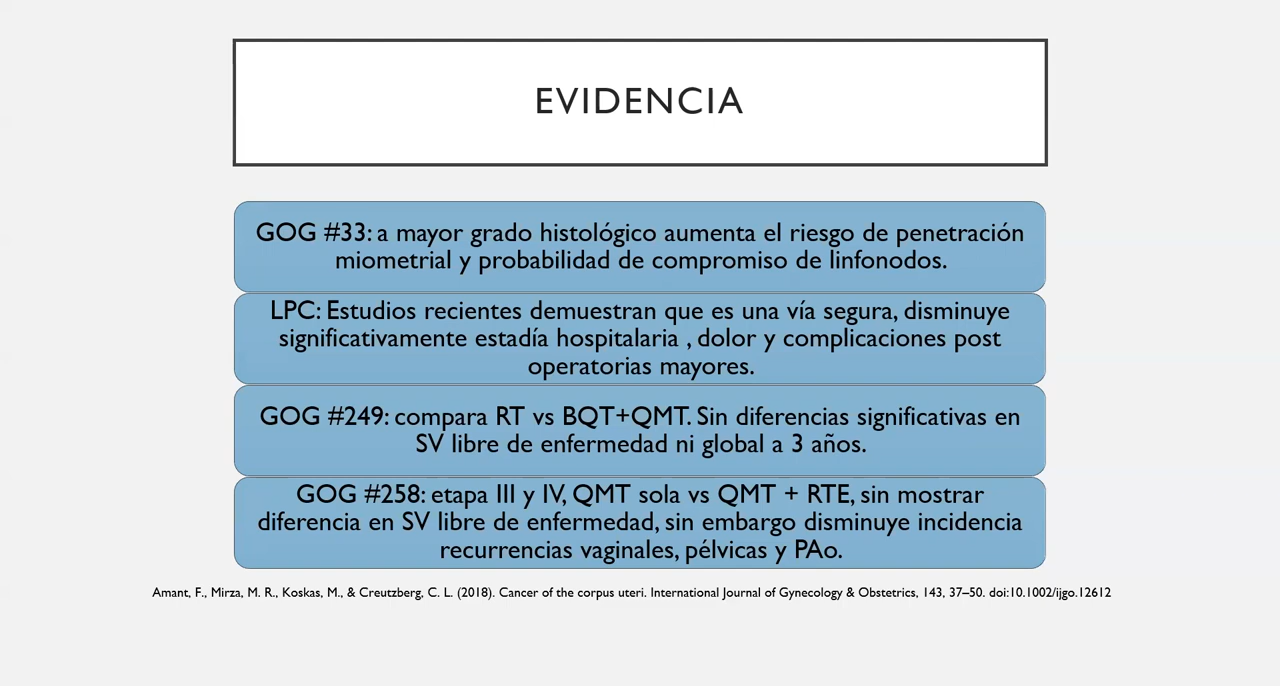 EVIDENCIA
GOG #33: a mayor grado histológico aumenta el riesgo de penetración
miometrial y probabilidad de compromiso de linfonodos.
LPC: Estudios recientes demuestran que es una vía segura, disminuye
significativamente estadía hospitalaria , dolor y complicaciones post
operatorias mayores.
GOG #249: compara RT vs BQT+QMT. Sin diferencias significativas en
SV libre de enfermedad ni global a 3 años.
GOG #258: etapa III y IV, QMT sola vs QMT + RTE, sin mostrar
diferencia en SV libre de enfermedad, sin embargo disminuye incidencia
recurrencias vaginales, pélvicas y PAo.
Amant, F., Mirza, M. R., Koskas, M., & Creutzberg, C. L. (2018). Cancer of the corpus uteri. International Journal of Gynecology & Obstetrics, 143, 37–50. doi:10.1002/ijgo.12612